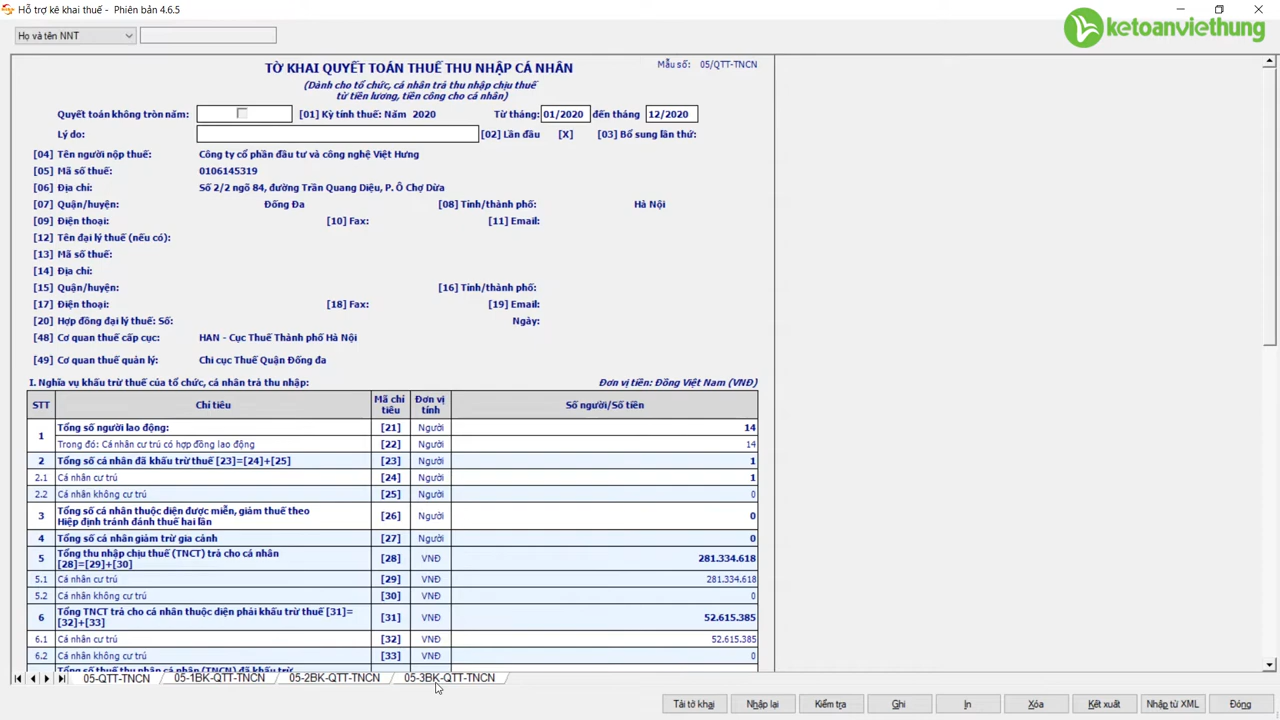 Hỗ trợ kê khai thuế - Phiên bản 4.6.5
ketoanviethung
Họ và tên NNT
TỜ KHAI QUYẾT TOÁN THUẾ THU NHẬP CÁ NHÂN
Mẫu số: 05/QTT-TNCN
(Dành cho tổ chức, cá nhân trả thu nhập chịu thuế
từ tiền lương, tiền công cho cá nhân)
Quyết toán không tròn năm: [01] Kỳ tính thuế: Năm 2020 Từ tháng: 01/2020 đến tháng 12/2020
Lý do: [02] Lần đầu [X] [03] Bổ sung lần thứ:
[04] Tên người nộp thuế: Công ty cổ phần đầu tư và công nghệ Việt Hưng
[05] Mã số thuế: 0106145319
[06] Địa chỉ: Số 2/2 ngõ 84, đường Trần Quang Diệu, P. Ô Chợ Dừa
[07] Quận/huyện: Đống Đa [08] Tỉnh/thành phố: Hà Nội
[09] Điện thoại: [10] Fax: [11] Email:
[12] Tên đại lý thuế (nếu có):
[13] Mã số thuế:
[14] Địa chỉ:
[15] Quận/huyện: [16] Tỉnh/thành phố:
[17] Điện thoại: [18] Fax: [19] Email:
[20] Hợp đồng đại lý thuế: Số: Ngày:
[48] Cơ quan thuế cấp cục: HAN - Cục Thuế Thành phố Hà Nội
[49] Cơ quan thuế quản lý: Chi cục Thuế Quận Đống đa
I. Nghĩa vụ khấu trừ thuế của tổ chức, cá nhân trả thu nhập: Đơn vị tiền: Đồng Việt Nam (VNĐ)
STT Chỉ tiêu Mã chỉ tiêu Đơn vị tính Số người/Số tiền
1 Tổng số người lao động: [21] Người 14
Trong đó: Cá nhân cư trú có hợp đồng lao động [22] Người 14
2 Tổng số cá nhân đã khấu trừ thuế [23]=[24]+[25] [23] Người 1
2.1 Cá nhân cư trú [24] Người 1
2.2 Cá nhân không cư trú [25] Người 0
3 Tổng số cá nhân thuộc diện được miễn, giảm thuế theo
Hiệp định tránh đánh thuế hai lần [26] Người 0
4 Tổng số cá nhân giảm trừ gia cảnh [27] Người 0
5 Tổng thu nhập chịu thuế (TNCT) trả cho cá nhân
[28]=[29]+[30] [28] VNĐ 281.334.618
5.1 Cá nhân cư trú [29] VNĐ 281.334.618
5.2 Cá nhân không cư trú [30] VNĐ 0
6 Tổng TNCT trả cho cá nhân thuộc diện phải khấu trừ thuế [31]=
[32]+[33] [31] VNĐ 52.615.385
6.1 Cá nhân cư trú [32] VNĐ 52.615.385
6.2 Cá nhân không cư trú [33] VNĐ 0
Tổng số thuế thu nhập cá nhân (TNCN) đã khấu trừ
05-QTT-TNCN 05-1BK-QTT-TNCN 05-2BK-QTT-TNCN 05-3BK-QTT-TNCN
Tải tờ khai Nhập lại Kiểm tra Ghi In Xóa Kết xuất Nhập từ XML Đóng